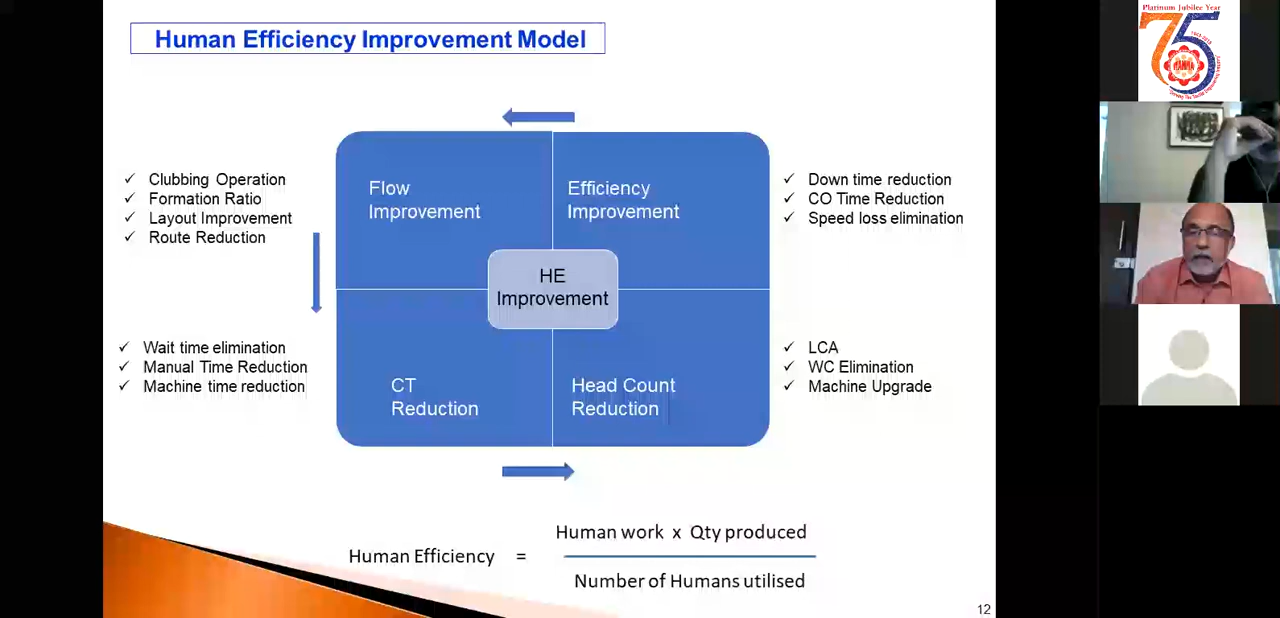 Human Efficiency Improvement Model
Clubbing Operation
Formation Ratio
Layout Improvement
Route Reduction
Flow
Improvement
Efficiency
Improvement
Down time reduction
CO Time Reduction
Speed loss elimination
HE
Improvement
Wait time elimination
Manual Time Reduction
Machine time reduction
CT
Reduction
Head Count
Reduction
LCA
WC Elimination
Machine Upgrade
Human Efficiency =
Human work x Qty produced
Number of Humans utilised
12
Platinum Jubilee Year
75